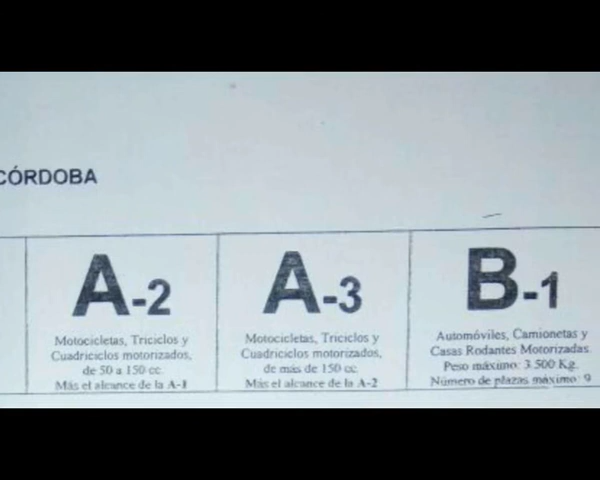 CÓRDOBA
A-2
Motocicletas, Triciclos y
Cuadriciclos motorizados,
de 50 a 150 cc.
Más el alcance de la A-1
A-3
Motocicletas, Triciclos y
Cuadriciclos motorizados,
de más de 150 cc.
Más el alcance de la A-2
B-1
Automóviles, Camionetas y
Casas Rodantes Motorizadas.
Peso máximo: 3.500 Kg.
Número de plazas máximo: 9